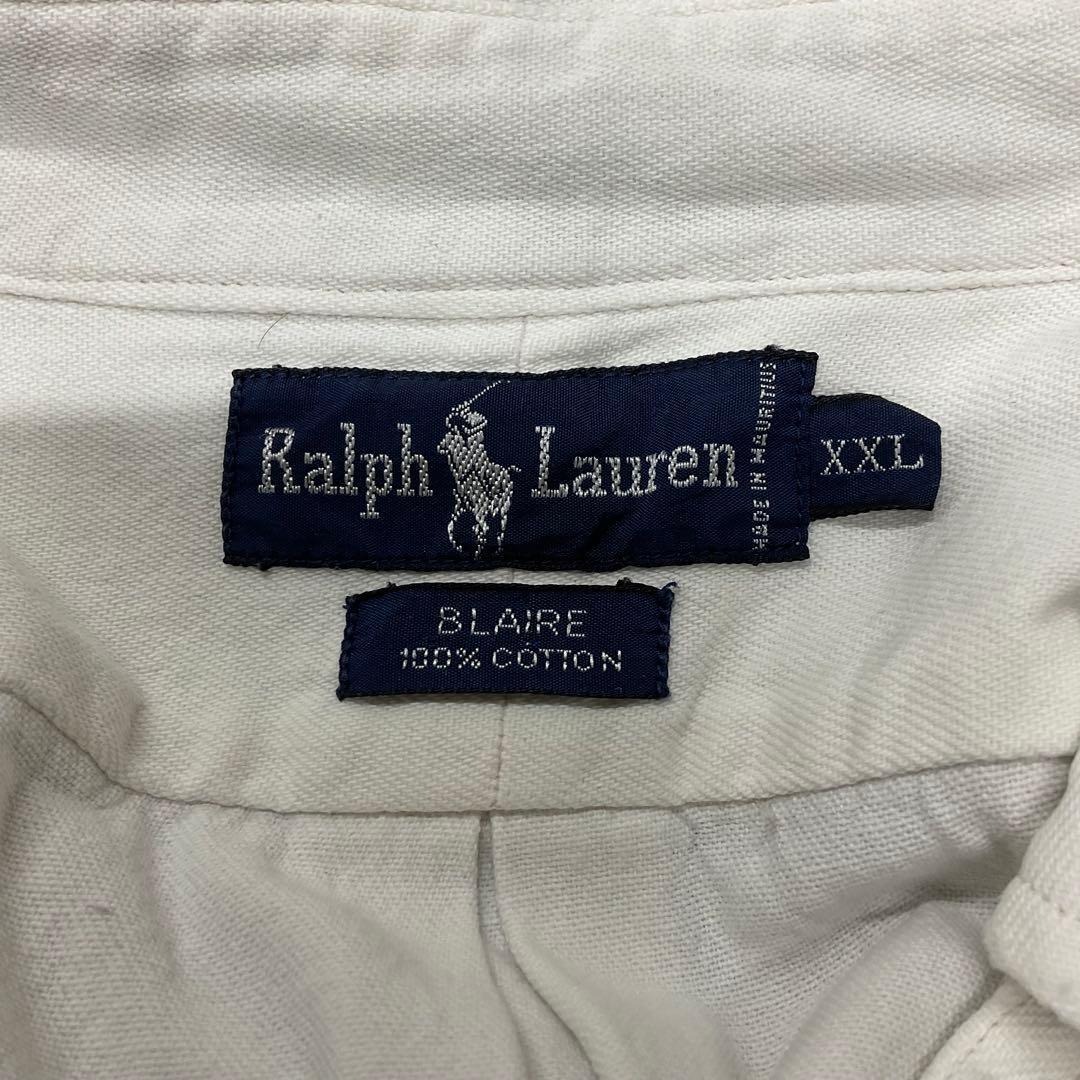 Ralph Lauren
MADE IN MAURITIUS
XXL
BLAIRE
100% COTTON